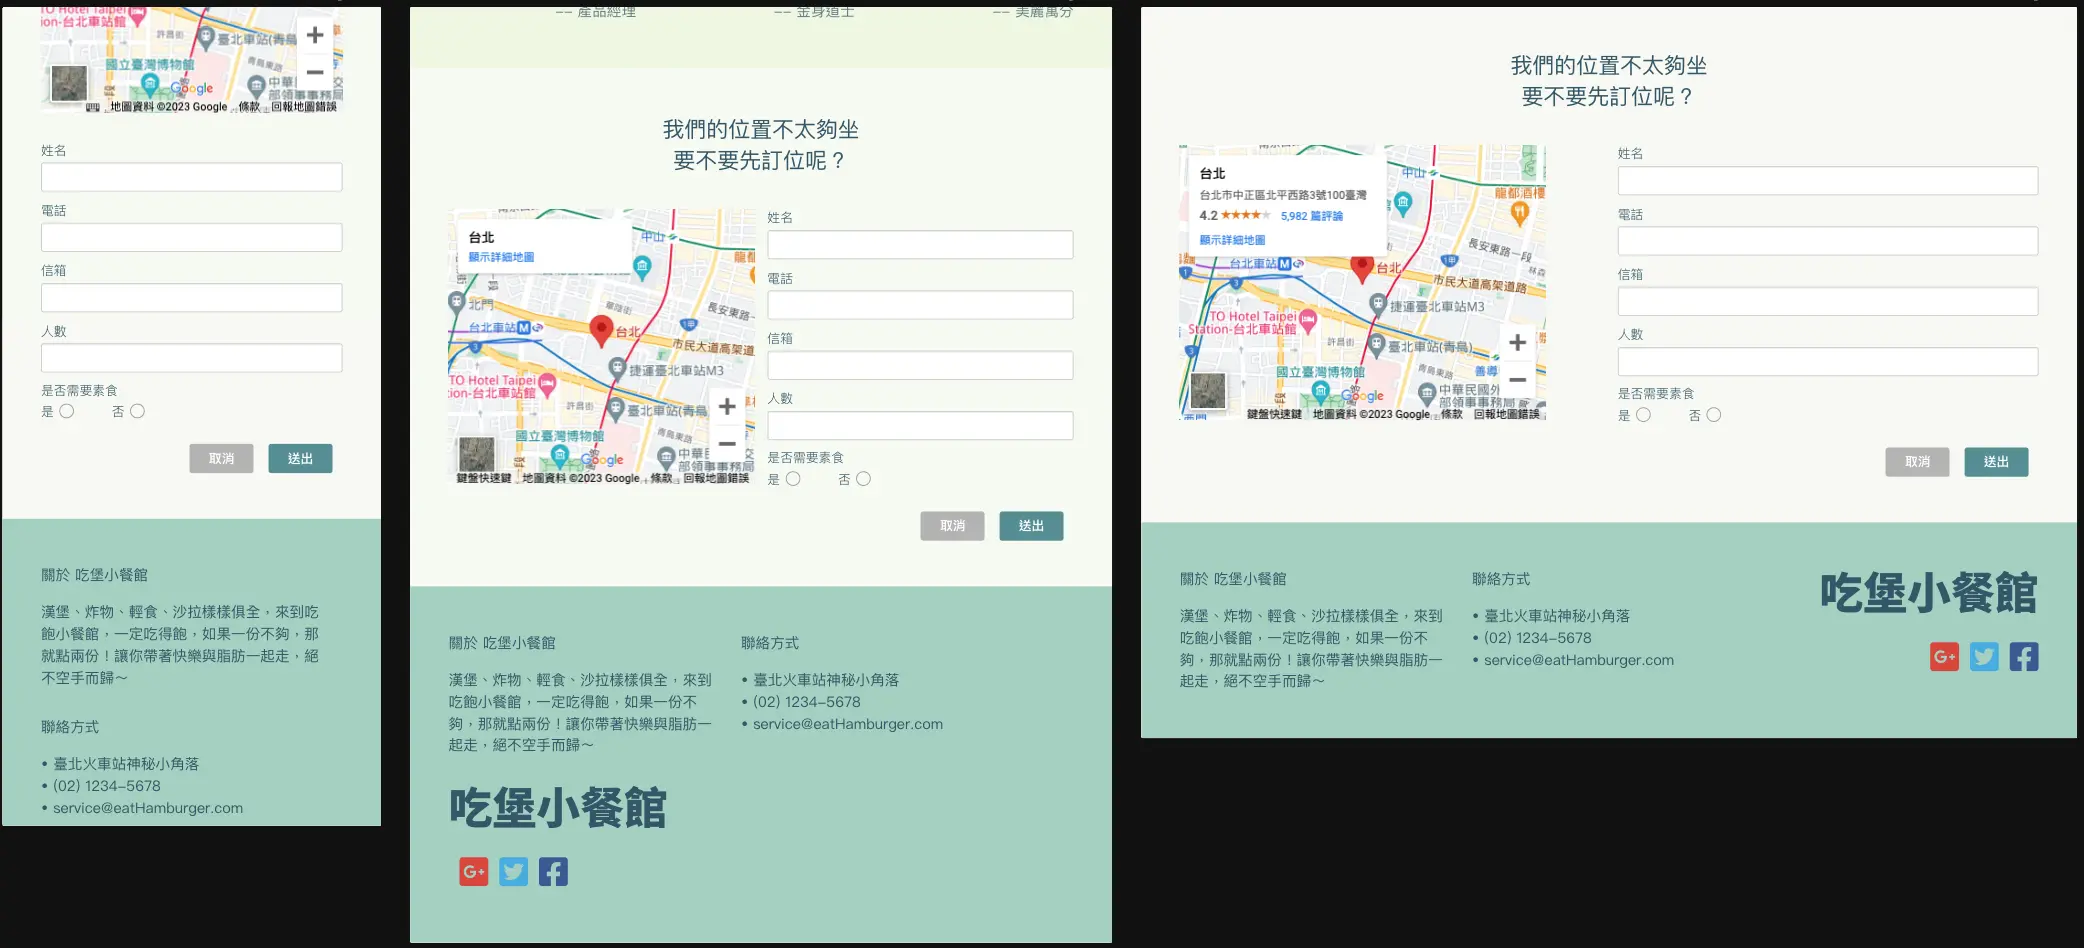 許昌街
臺北車站(青島
國立臺灣博物館
青島東路
中華民
部領事事務局
Google
地圖資料 ©2023 Google
條款
回報地圖錯誤
姓名
電話
信箱
人數
是否需要素食
是
否
取消
送出
關於 吃堡小餐館
漢堡、炸物、輕食、沙拉樣樣俱全，來到吃
飽小餐館，一定吃得飽，如果一份不夠，那
就點兩份！讓你帶著快樂與脂肪一起走，絕
不空手而歸～
聯絡方式
• 臺北火車站神秘小角落
• (02) 1234-5678
• service@eatHamburger.com
—— 產品經理
—— 金身道士
—— 美麗萬分
我們的位置不太夠坐
要不要先訂位呢？
台北
顯示詳細地圖
中山
龍都
北門
長安東路一
華陰街
台北車站
台北
市民大道高架道
捷運臺北車站M3
TO Hotel Taipei
tion-台北車站館
許昌街
臺北車站(青島
青島東路
國立臺灣博物館
中華民
部領事事務局
Google
鍵盤快速鍵
地圖資料 ©2023 Google
條款
回報地圖錯誤
姓名
電話
信箱
人數
是否需要素食
是
否
取消
送出
關於 吃堡小餐館
漢堡、炸物、輕食、沙拉樣樣俱全，來到
吃飽小餐館，一定吃得飽，如果一份不
夠，那就點兩份！讓你帶著快樂與脂肪一
起走，絕不空手而歸～
聯絡方式
• 臺北火車站神秘小角落
• (02) 1234-5678
• service@eatHamburger.com
吃堡小餐館
我們的位置不太夠坐
要不要先訂位呢？
台北
台北市中正區北平西路3號100臺灣
4.2
5,982 篇評論
顯示詳細地圖
中山
龍都酒樓
長安東路一段
台北車站
台北
市民大道高架道路
捷運臺北車站M3
TO Hotel Taipei
Station-台北車站館
許昌街
臺北車站(青島)
青島東路
善導
國立臺灣博物館
中華民國外
部領事事務局
Google
鍵盤快速鍵
地圖資料 ©2023 Google
條款
回報地圖錯誤
姓名
電話
信箱
人數
是否需要素食
是
否
取消
送出
關於 吃堡小餐館
漢堡、炸物、輕食、沙拉樣樣俱全，來到
吃飽小餐館，一定吃得飽，如果一份不
夠，那就點兩份！讓你帶著快樂與脂肪一
起走，絕不空手而歸～
聯絡方式
• 臺北火車站神秘小角落
• (02) 1234-5678
• service@eatHamburger.com
吃堡小餐館